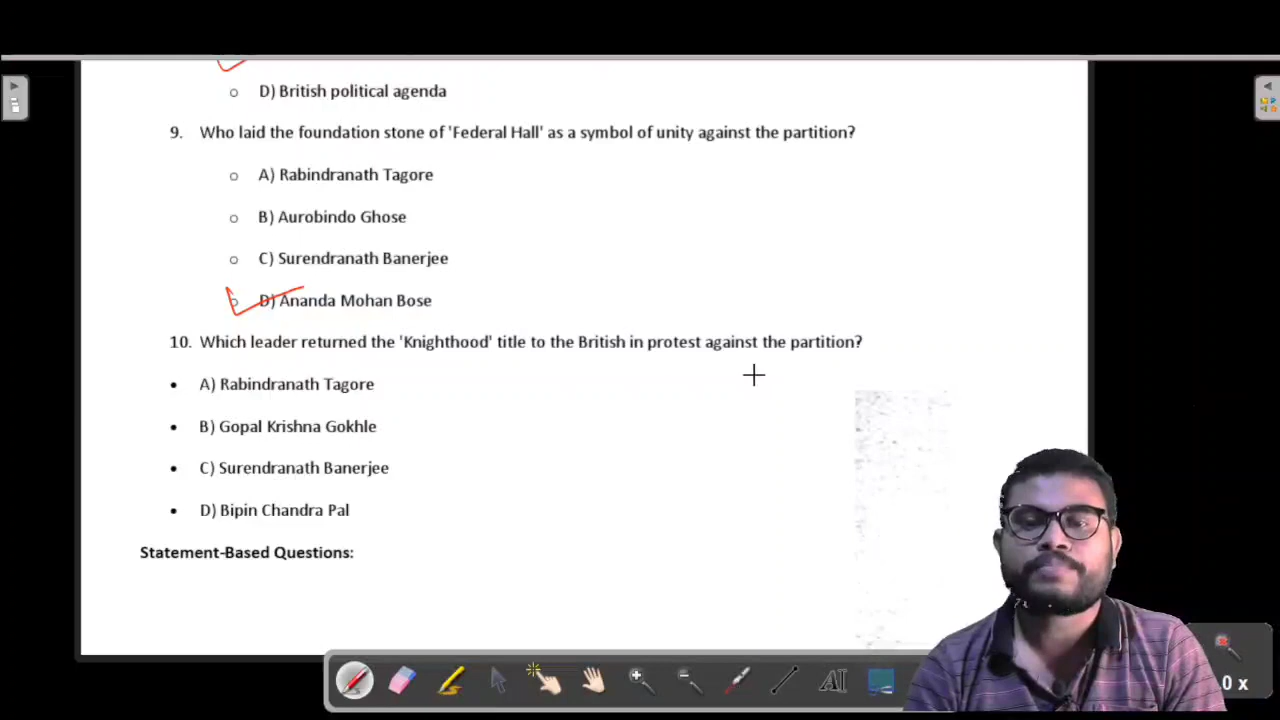 D) British political agenda
9. Who laid the foundation stone of 'Federal Hall' as a symbol of unity against the partition?
A) Rabindranath Tagore
B) Aurobindo Ghose
C) Surendranath Banerjee
D) Ananda Mohan Bose
10. Which leader returned the 'Knighthood' title to the British in protest against the partition?
A) Rabindranath Tagore
B) Gopal Krishna Gokhle
C) Surendranath Banerjee
D) Bipin Chandra Pal
Statement-Based Questions:
AI
0 x